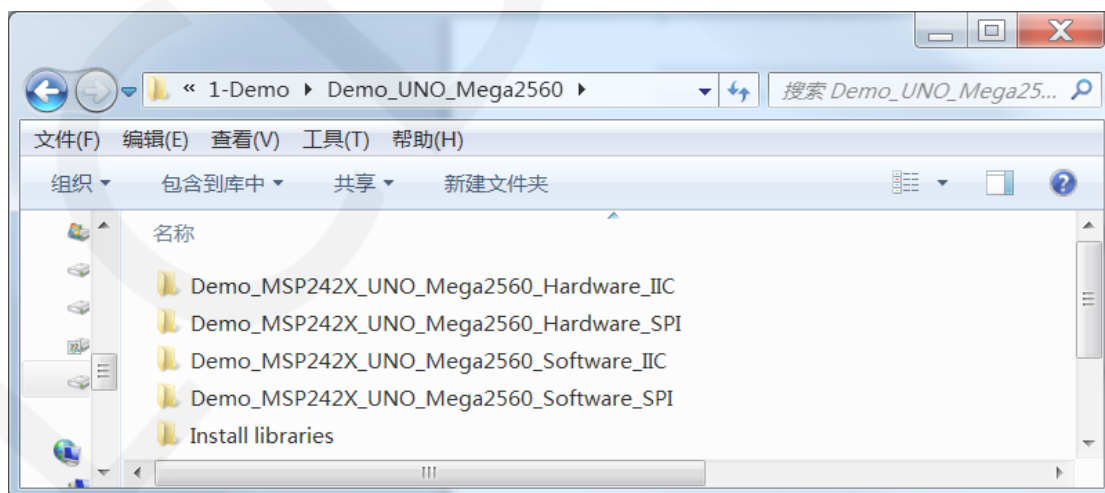 « 1-Demo ▸ Demo_UNO_Mega2560 ▸ 搜索 Demo_UNO_Mega25...
文件(F) 编辑(E) 查看(V) 工具(T) 帮助(H)
组织 包含到库中 共享 新建文件夹
名称
Demo_MSP242X_UNO_Mega2560_Hardware_IIC
Demo_MSP242X_UNO_Mega2560_Hardware_SPI
Demo_MSP242X_UNO_Mega2560_Software_IIC
Demo_MSP242X_UNO_Mega2560_Software_SPI
Install libraries